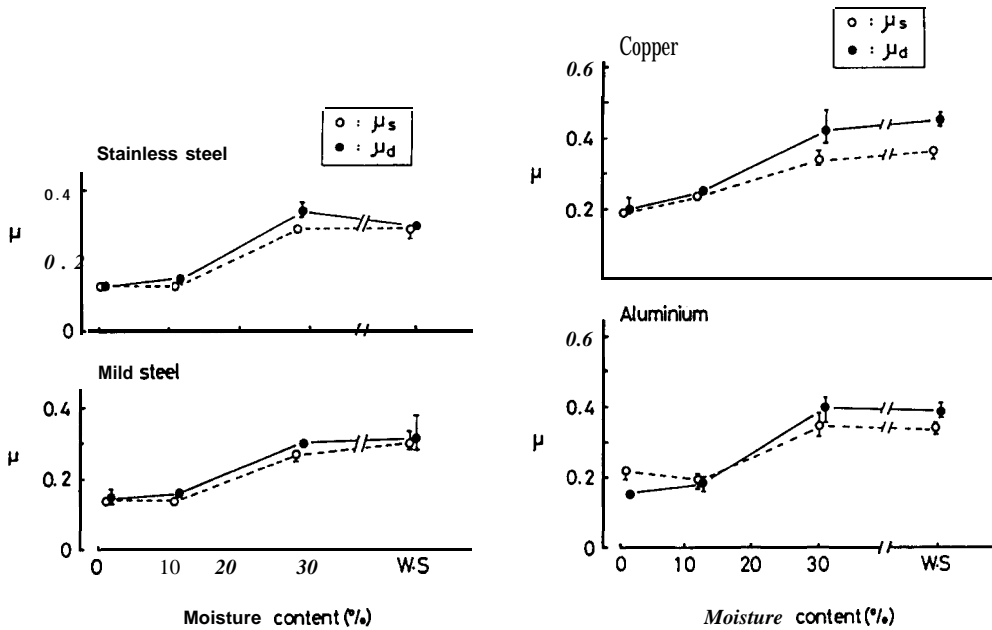 ○ : μs
● : μd
Stainless steel
0.4
μ
0.2
0
Mild steel
0.4
μ
0.2
0
0 10 20 30 W·S
Moisture content (%)
○ : μs
● : μd
Copper
0.6
0.4
μ
0.2
Aluminium
0.6
0.4
μ
0.2
0
0 10 20 30 W·S
Moisture content (%)